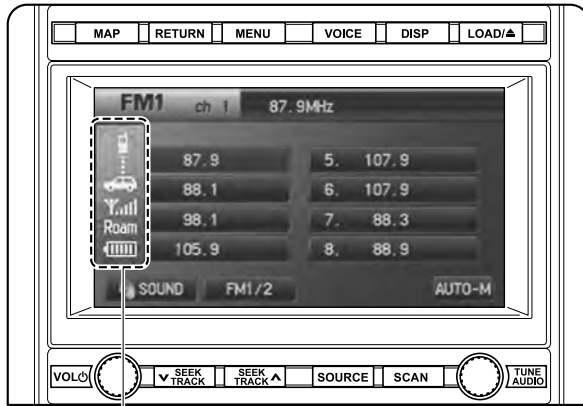 MAP RETURN MENU VOICE DISP LOAD/⏏
FM1 ch 1 87.9MHz
87.9 5. 107.9
88.1 6. 107.9
Roam 98.1 7. 88.3
105.9 8. 88.9
SOUND FM1/2 AUTO-M
VOL SEEK TRACK SEEK TRACK SOURCE SCAN TUNE AUDIO